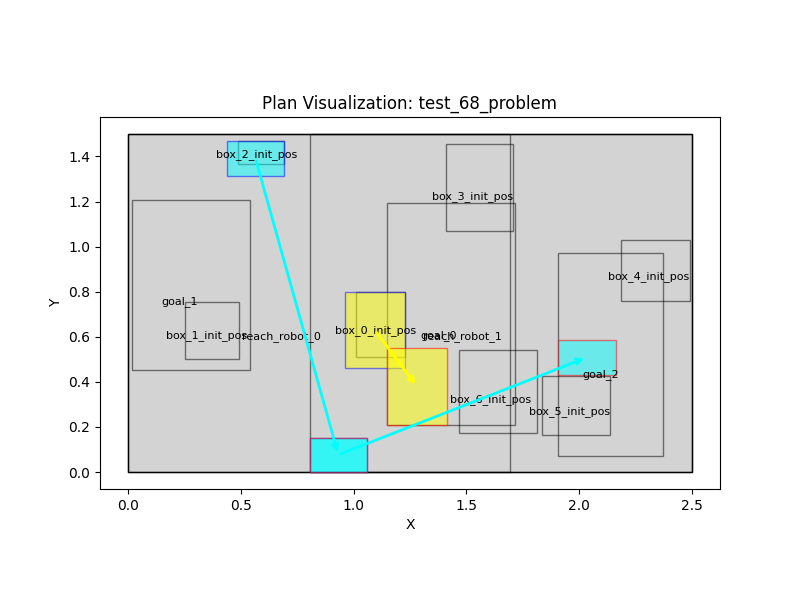 Plan Visualization: test_68_problem
box_2_init_pos
box_3_init_pos
box_4_init_pos
goal_1
box_1_init_pos
reach_robot_0
box_0_init_pos
goal_0
reach_robot_1
goal_2
box_6_init_pos
box_5_init_pos
Y
1.4
1.2
1.0
0.8
0.6
0.4
0.2
0.0
0.0 0.5 1.0 1.5 2.0 2.5
X